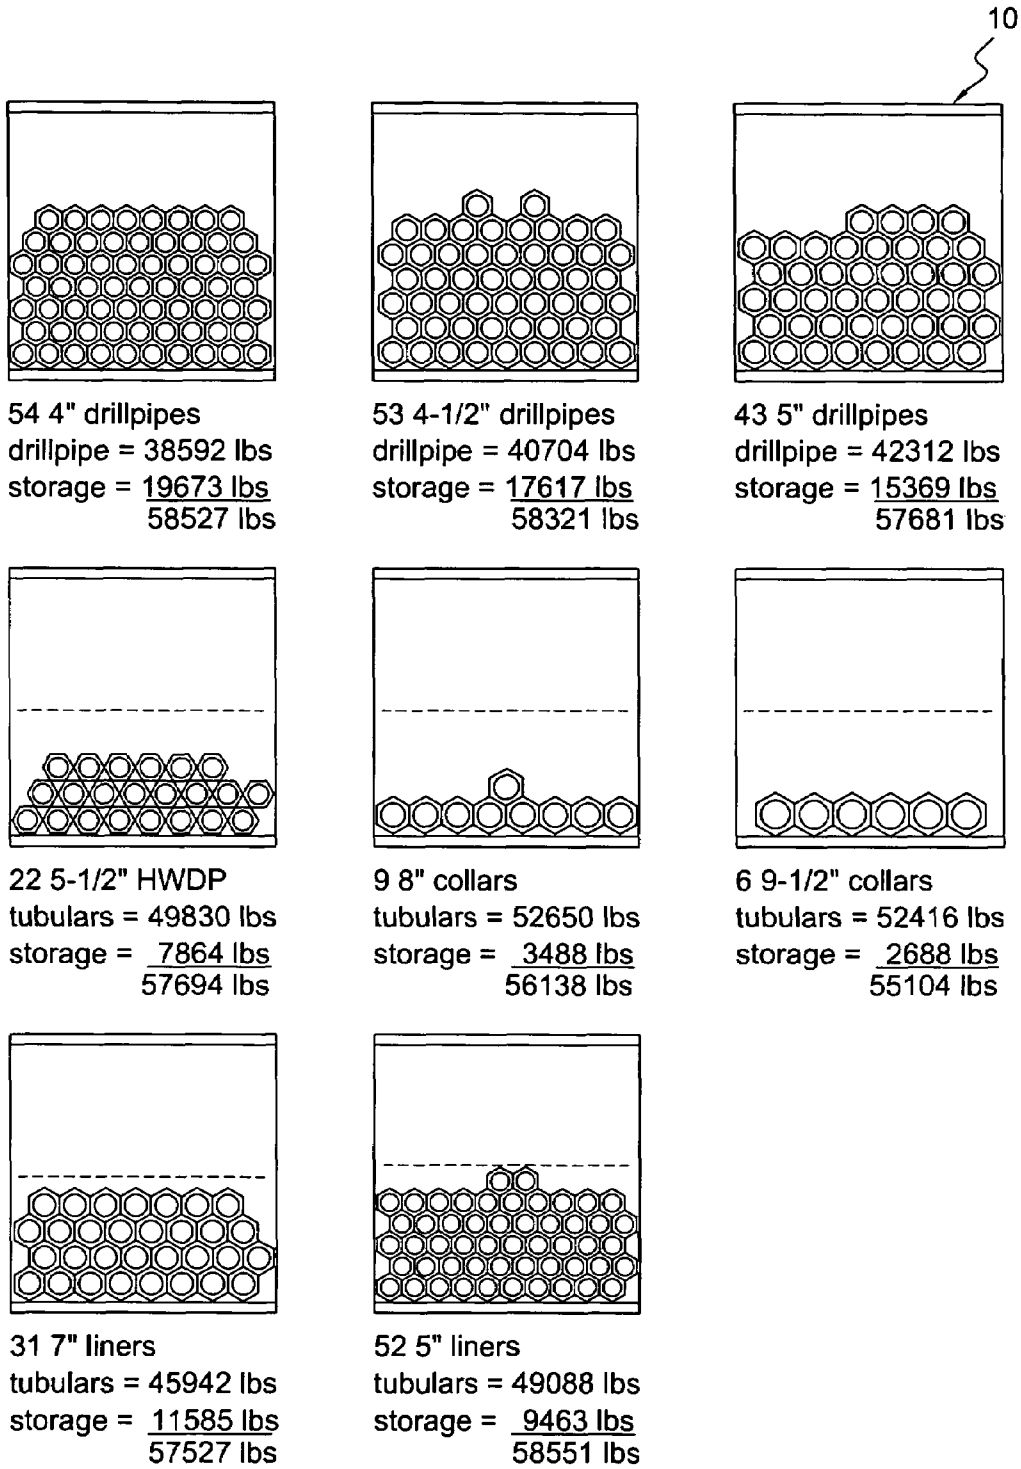 10
54 4" drillpipes
drillpipe = 38592 lbs
storage = 19673 lbs
58527 lbs
53 4-1/2" drillpipes
drillpipe = 40704 lbs
storage = 17617 lbs
58321 lbs
43 5" drillpipes
drillpipe = 42312 lbs
storage = 15369 lbs
57681 lbs
22 5-1/2" HWDP
tubulars = 49830 lbs
storage = 7864 lbs
57694 lbs
9 8" collars
tubulars = 52650 lbs
storage = 3488 lbs
56138 lbs
6 9-1/2" collars
tubulars = 52416 lbs
storage = 2688 lbs
55104 lbs
31 7" liners
tubulars = 45942 lbs
storage = 11585 lbs
57527 lbs
52 5" liners
tubulars = 49088 lbs
storage = 9463 lbs
58551 lbs